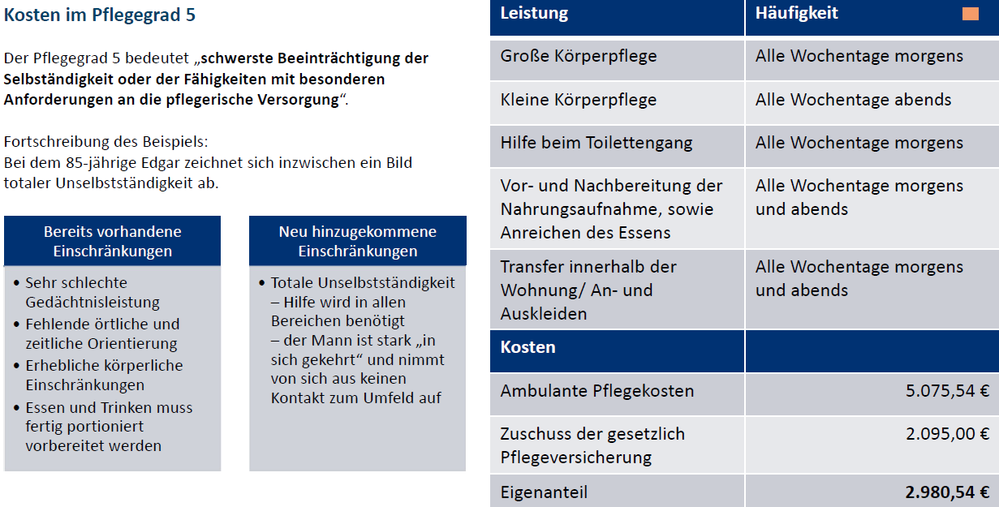 Kosten im Pflegegrad 5
Der Pflegegrad 5 bedeutet „schwerste Beeinträchtigung der
Selbständigkeit oder der Fähigkeiten mit besonderen
Anforderungen an die pflegerische Versorgung“.
Fortschreibung des Beispiels:
Bei dem 85-jährige Edgar zeichnet sich inzwischen ein Bild
totaler Unselbstständigkeit ab.
Bereits vorhandene
Einschränkungen
• Sehr schlechte
Gedächtnisleistung
• Fehlende örtliche und
zeitliche Orientierung
• Erhebliche körperliche
Einschränkungen
• Essen und Trinken muss
fertig portioniert
vorbereitet werden
Neu hinzugekommene
Einschränkungen
• Totale Unselbstständigkeit
– Hilfe wird in allen
Bereichen benötigt
– der Mann ist stark „in
sich gekehrt“ und nimmt
von sich aus keinen
Kontakt zum Umfeld auf
Leistung Häufigkeit
Große Körperpflege Alle Wochentage morgens
Kleine Körperpflege Alle Wochentage abends
Hilfe beim Toilettengang Alle Wochentage morgens
Vor- und Nachbereitung der Alle Wochentage morgens
Nahrungsaufnahme, sowie und abends
Anreichen des Essens
Transfer innerhalb der Alle Wochentage morgens
Wohnung/ An- und und abends
Auskleiden
Kosten
Ambulante Pflegekosten 5.075,54 €
Zuschuss der gesetzlich 2.095,00 €
Pflegeversicherung
Eigenanteil 2.980,54 €